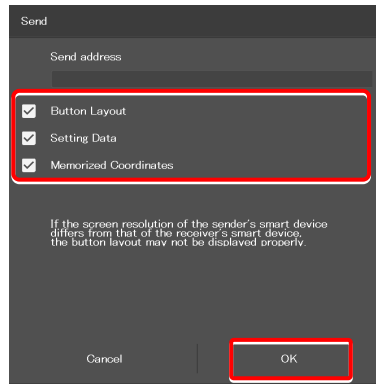 Send
Send address
Button Layout
Setting Data
Memorized Coordinates
If the screen resolution of the sender's smart device
differs from that of the receiver's smart device,
the button layout may not be displayed properly.
Cancel
OK